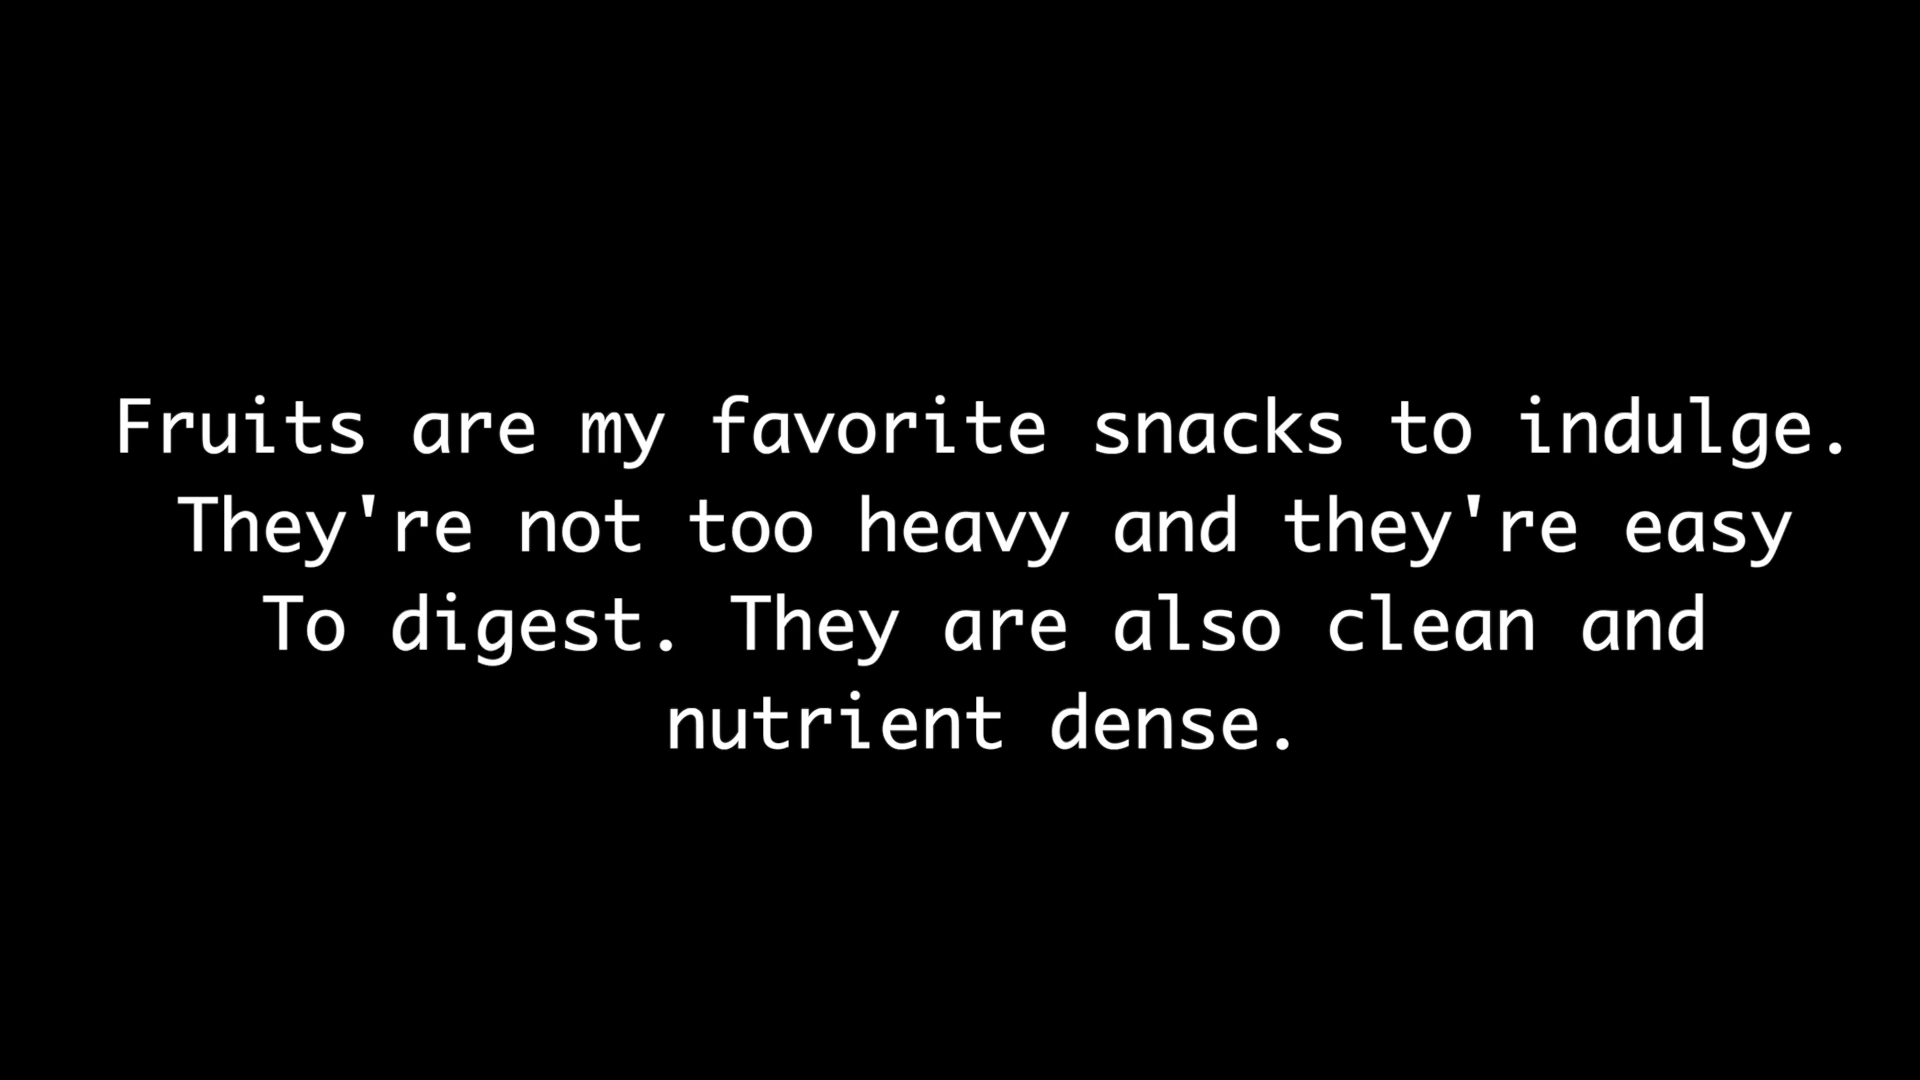 Fruits are my favorite snacks to indulge.
They're not too heavy and they're easy
To digest. They are also clean and
nutrient dense.